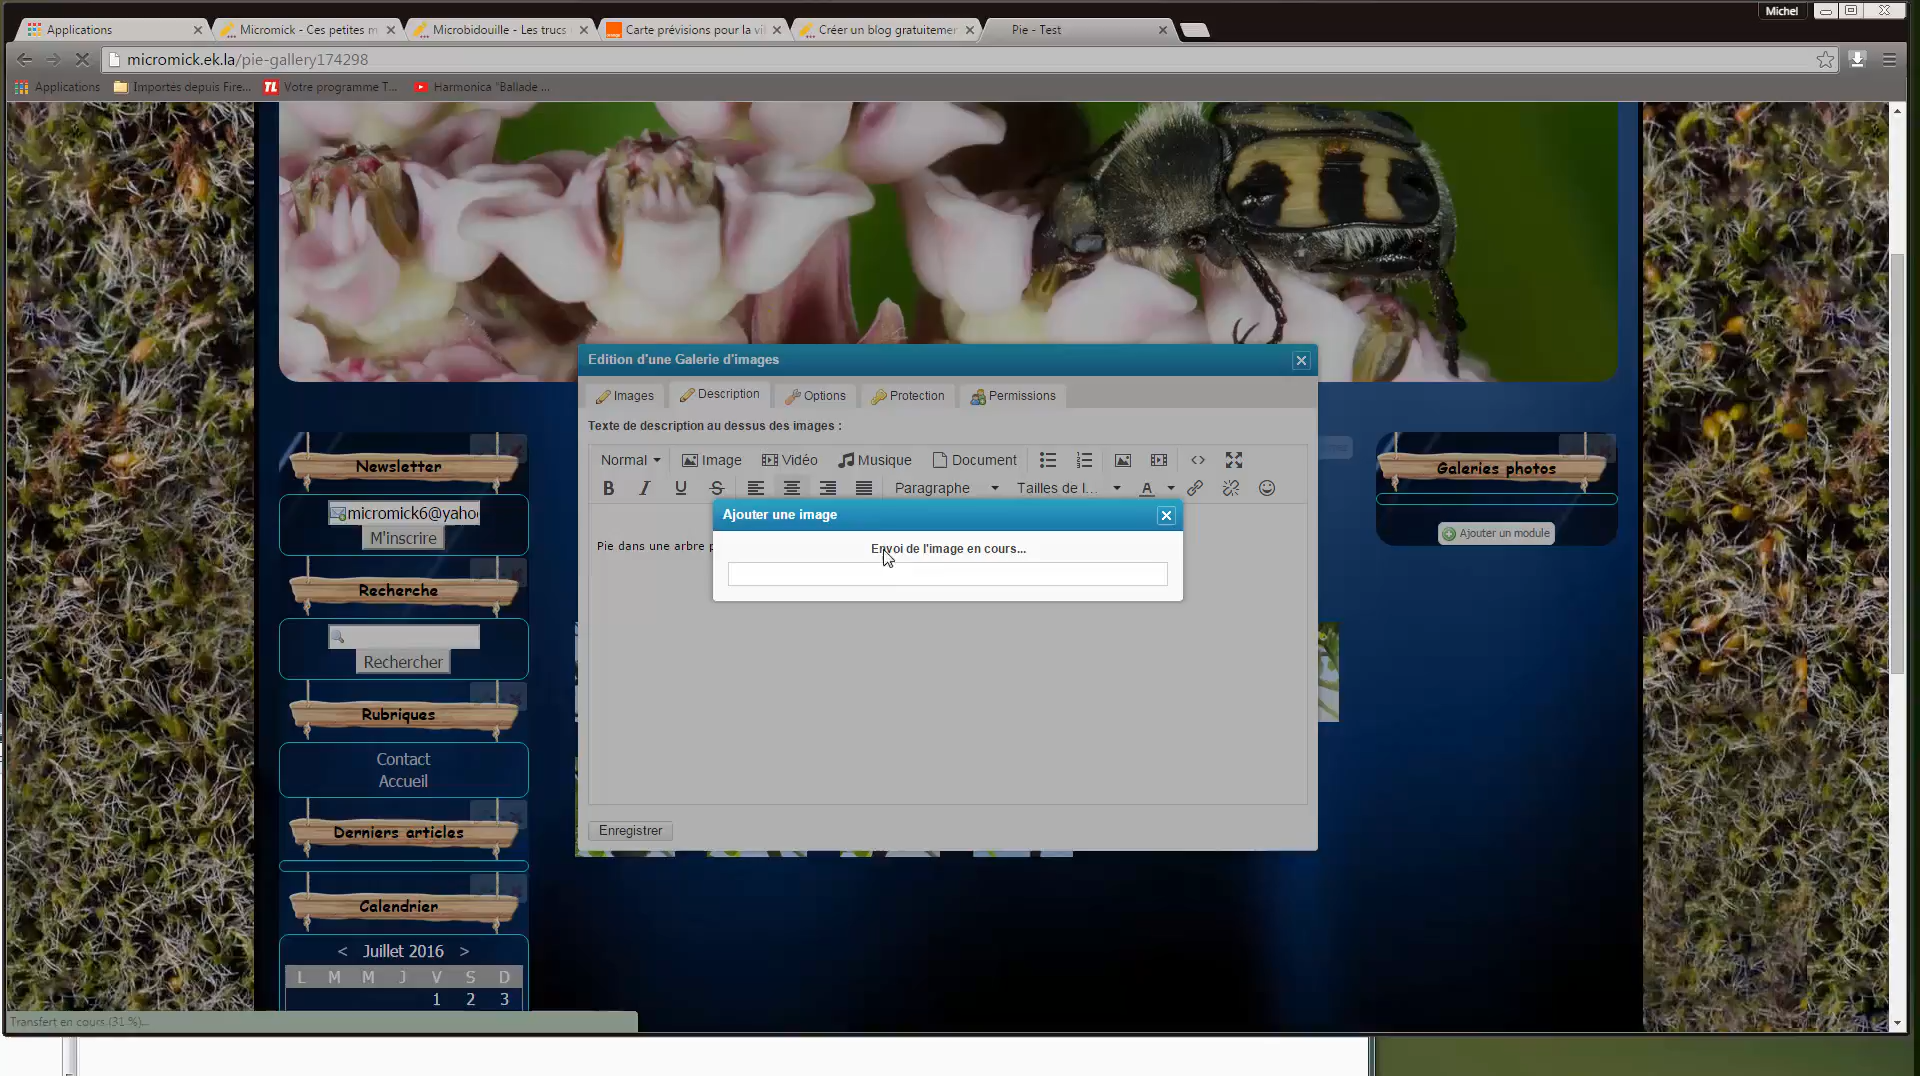 Michel
Applications
Micromick - Ces petites m
Microbidouille - Les trucs
Carte prévisions pour la vil
Créer un blog gratuitemen
Pie - Test
micromick.ek.la/pie-gallery174298
Applications
Importés depuis Fire...
Votre programme T...
Harmonica "Ballade ...
Edition d'une Galerie d'images
Images
Description
Options
Protection
Permissions
Texte de description au dessus des images :
Normal
Image
Vidéo
Musique
Document
Paragraphe
Tailles de l...
Ajouter une image
Envoi de l'image en cours...
Pie dans une arbre p
Enregistrer
Newsletter
micromick6@yahoo
M'inscrire
Recherche
Rechercher
Rubriques
Contact
Accueil
Derniers articles
Calendrier
< Juillet 2016 >
L M M J V S D
1 2 3
Galeries photos
Ajouter un module
Transfert en cours (31 %)...